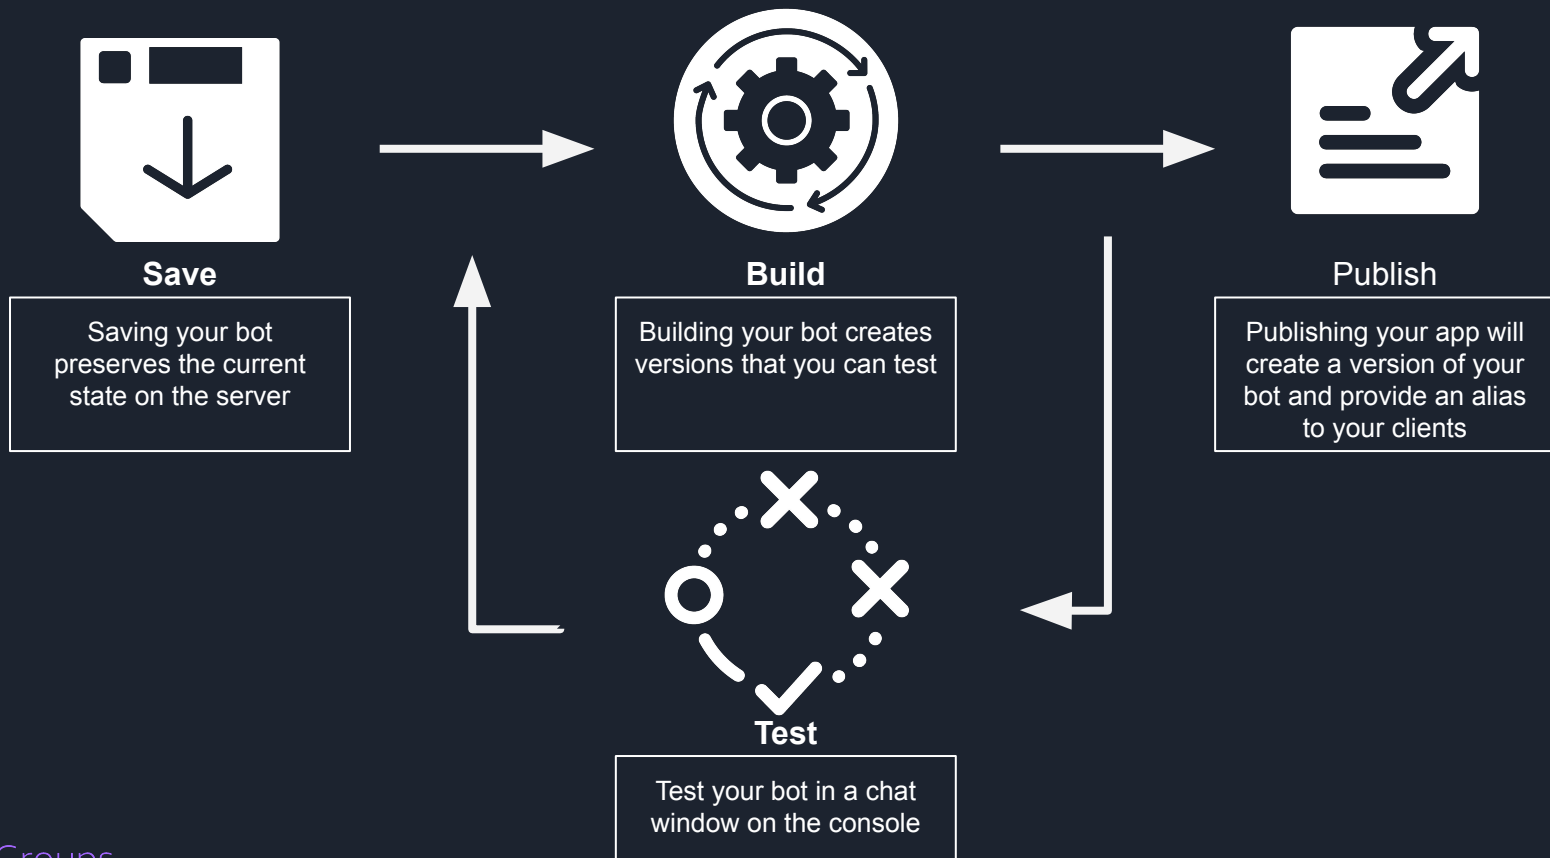 Save
Saving your bot
preserves the current
state on the server
Build
Building your bot creates
versions that you can test
Publish
Publishing your app will
create a version of your
bot and provide an alias
to your clients
Test
Test your bot in a chat
window on the console
Groups